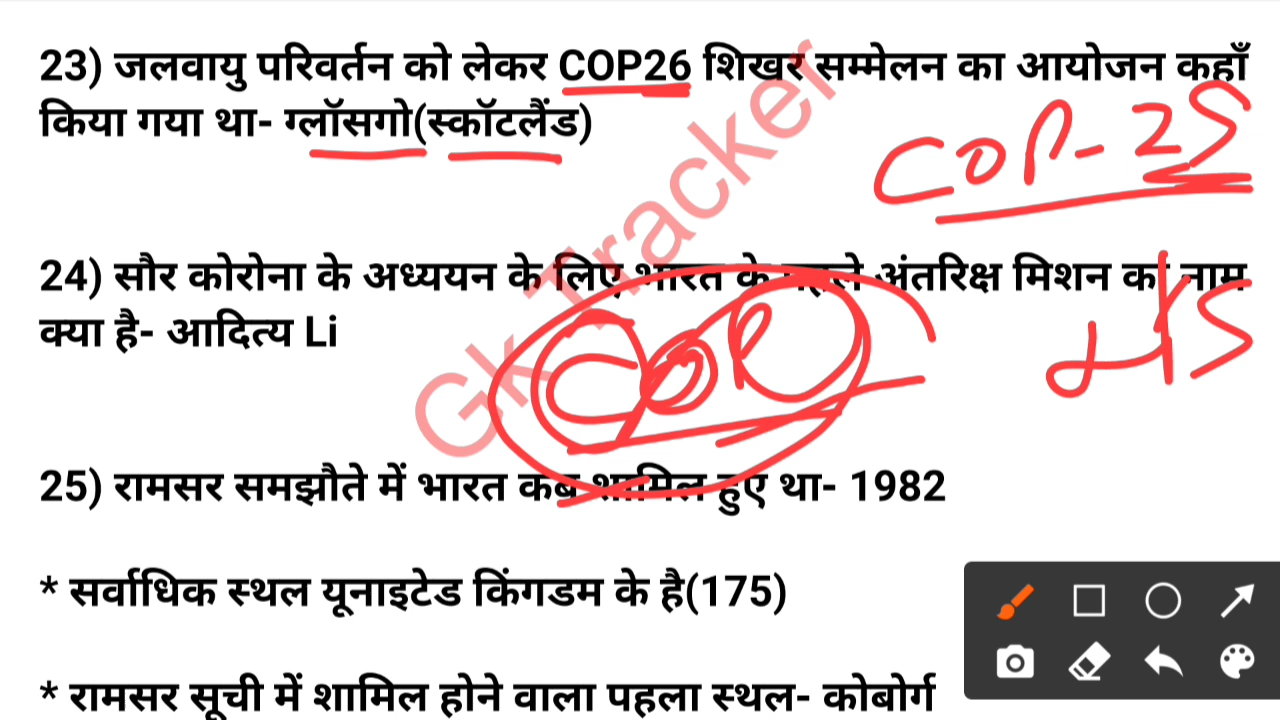 23) जलवायु परिवर्तन को लेकर COP26 शिखर सम्मेलन का आयोजन कहाँ
किया गया था- ग्लॉसगो(स्कॉटलैंड)
COP-25
24) सौर कोरोना के अध्ययन के लिए भारत के पहले अंतरिक्ष मिशन का नाम
क्या है- आदित्य Li
COP
25) रामसर समझौते में भारत कब शामिल हुए था- 1982
* सर्वाधिक स्थल यूनाइटेड किंगडम के है(175)
* रामसर सूची में शामिल होने वाला पहला स्थल- कोबोर्ग
Gk Tracker